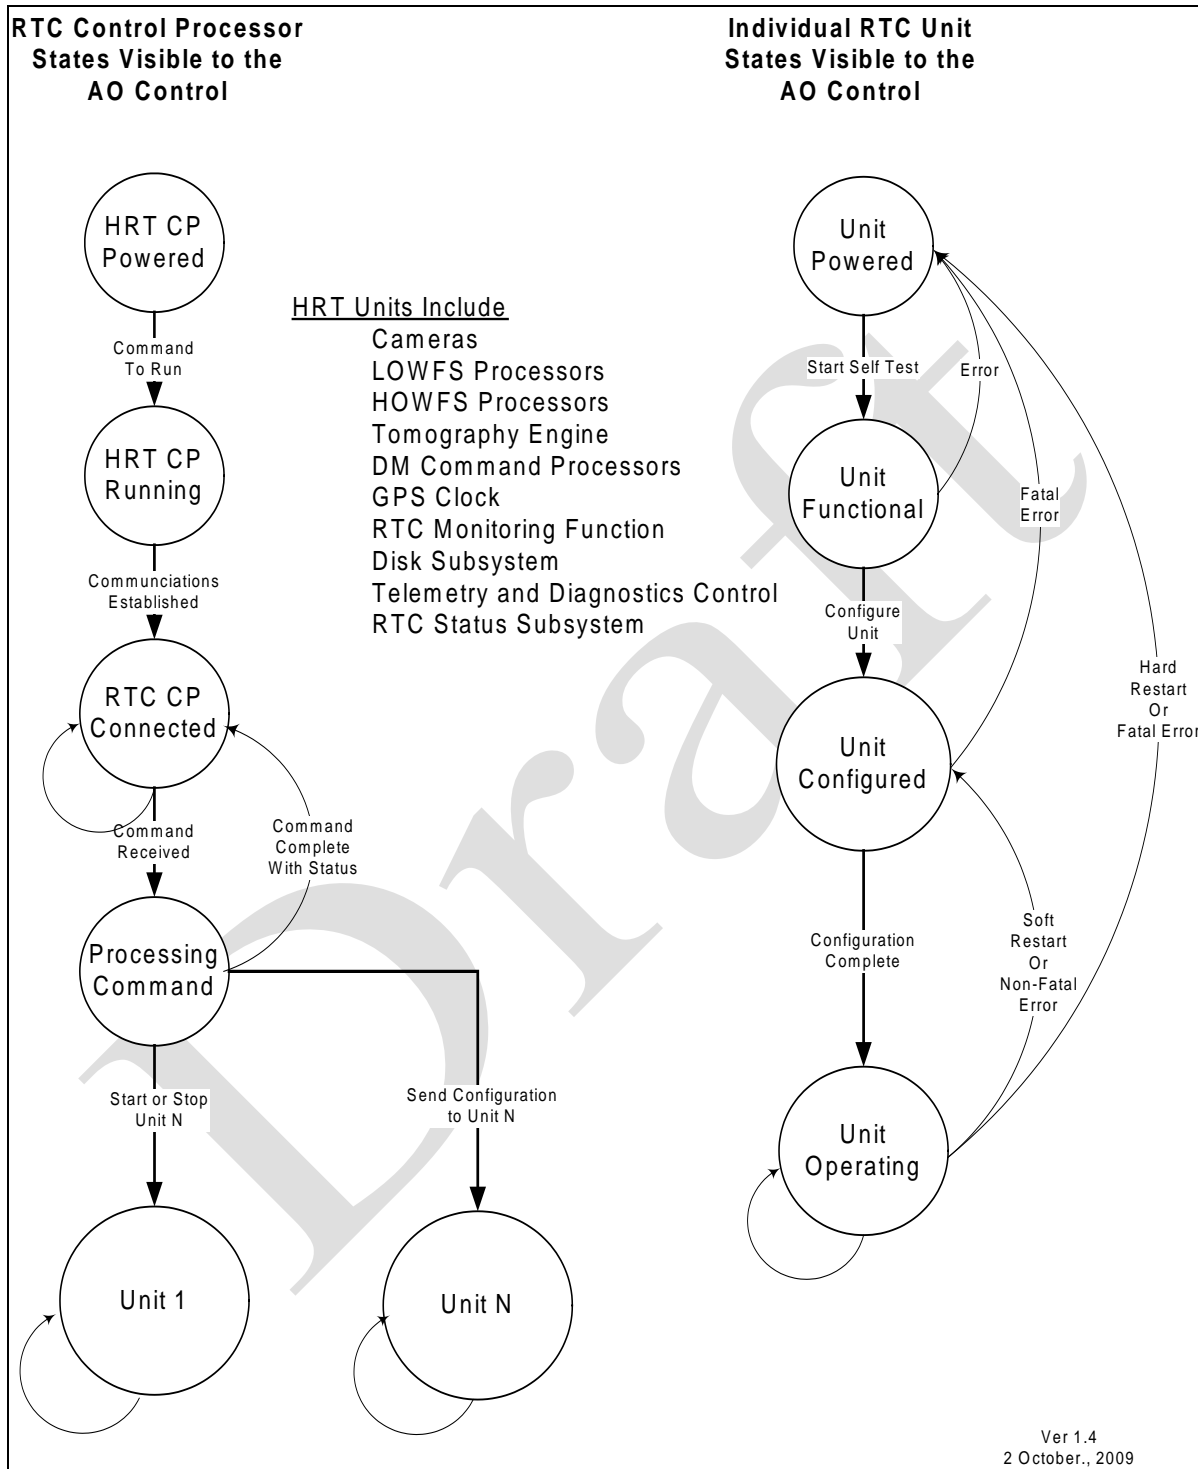 RTC Control Processor
States Visible to the
AO Control
Individual RTC Unit
States Visible to the
AO Control
HRT CP
Powered
Command
To Run
HRT CP
Running
Communciations
Established
RTC CP
Connected
Command
Received
Command
Complete
With Status
Processing
Command
Start or Stop
Unit N
Send Configuration
to Unit N
Unit 1
Unit N
HRT Units Include
Cameras
LOWFS Processors
HOWFS Processors
Tomography Engine
DM Command Processors
GPS Clock
RTC Monitoring Function
Disk Subsystem
Telemetry and Diagnostics Control
RTC Status Subsystem
Unit
Powered
Start Self Test
Error
Unit
Functional
Fatal
Error
Configure
Unit
Unit
Configured
Hard
Restart
Or
Fatal Error
Configuration
Complete
Soft
Restart
Or
Non-Fatal
Error
Unit
Operating
Draft
Ver 1.4
2 October., 2009